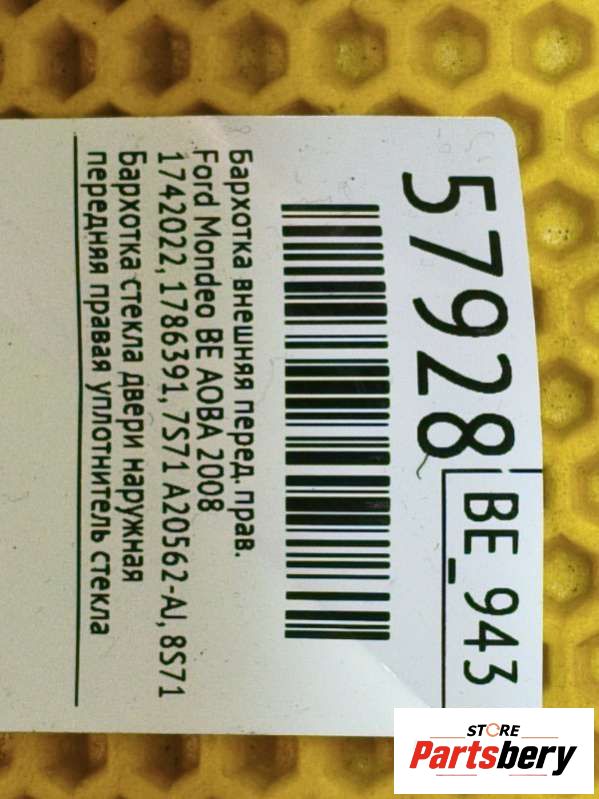 57928
BE_943
Бархотка внешняя перед. прав.
Ford Mondeo BE AOBA 2008
1742022, 1786391, 7S71 A20562-AJ, 8S71
Бархотка стекла двери наружная
передняя правая уплотнитель стекла
STORE
Partsbery